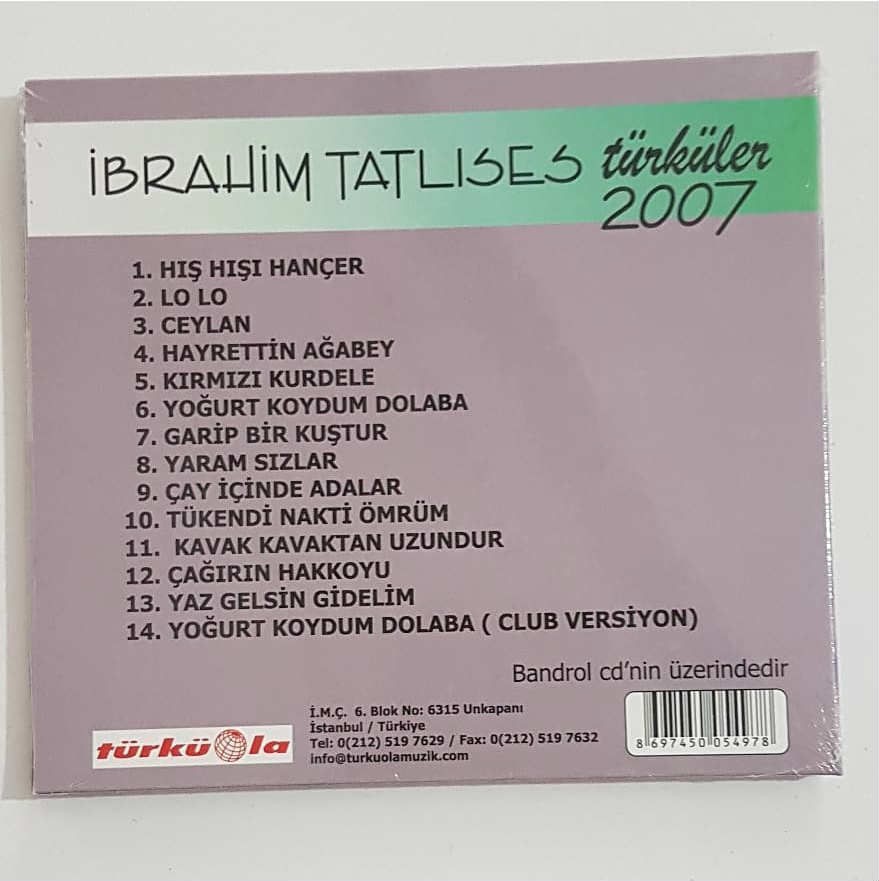 İBRAHİM TATLISES türküler
2007
1. HIŞ HIŞI HANÇER
2. LO LO
3. CEYLAN
4. HAYRETTİN AĞABEY
5. KIRMIZI KURDELE
6. YOĞURT KOYDUM DOLABA
7. GARİP BİR KUŞTUR
8. YARAM SIZLAR
9. ÇAY İÇİNDE ADALAR
10. TÜKENDİ NAKTİ ÖMRÜM
11. KAVAK KAVAKTAN UZUNDUR
12. ÇAĞIRIN HAKKOYU
13. YAZ GELSİN GİDELİM
14. YOĞURT KOYDUM DOLABA ( CLUB VERSİYON)
Bandrol cd'nin üzerindedir
türküola
İ.M.Ç. 6. Blok No: 6315 Unkapanı
İstanbul / Türkiye
Tel: 0(212) 519 7629 / Fax: 0(212) 519 7632
info@turkuolamuzik.com
8 697450 054978